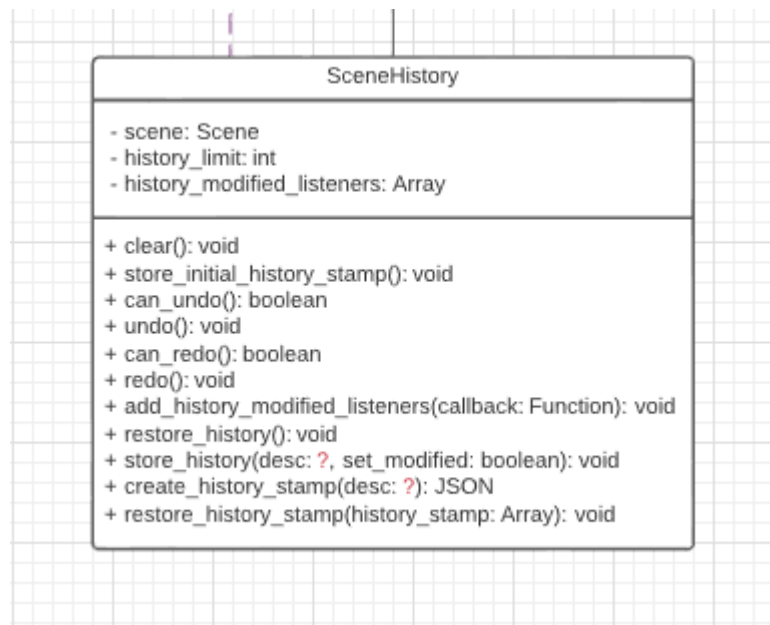 SceneHistory
- scene: Scene
- history_limit: int
- history_modified_listeners: Array
+ clear(): void
+ store_initial_history_stamp(): void
+ can_undo(): boolean
+ undo(): void
+ can_redo(): boolean
+ redo(): void
+ add_history_modified_listeners(callback: Function): void
+ restore_history(): void
+ store_history(desc: ?, set_modified: boolean): void
+ create_history_stamp(desc: ?): JSON
+ restore_history_stamp(history_stamp: Array): void